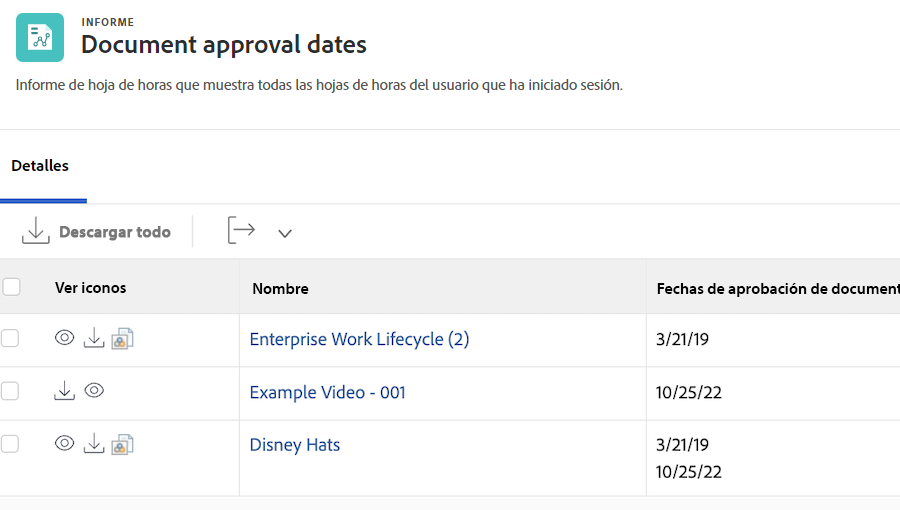 INFORME
Document approval dates
Informe de hoja de horas que muestra todas las hojas de horas del usuario que ha iniciado sesión.
Detalles
Descargar todo
Ver iconos Nombre Fechas de aprobación de document
Enterprise Work Lifecycle (2) 3/21/19
Example Video - 001 10/25/22
Disney Hats 3/21/19
10/25/22